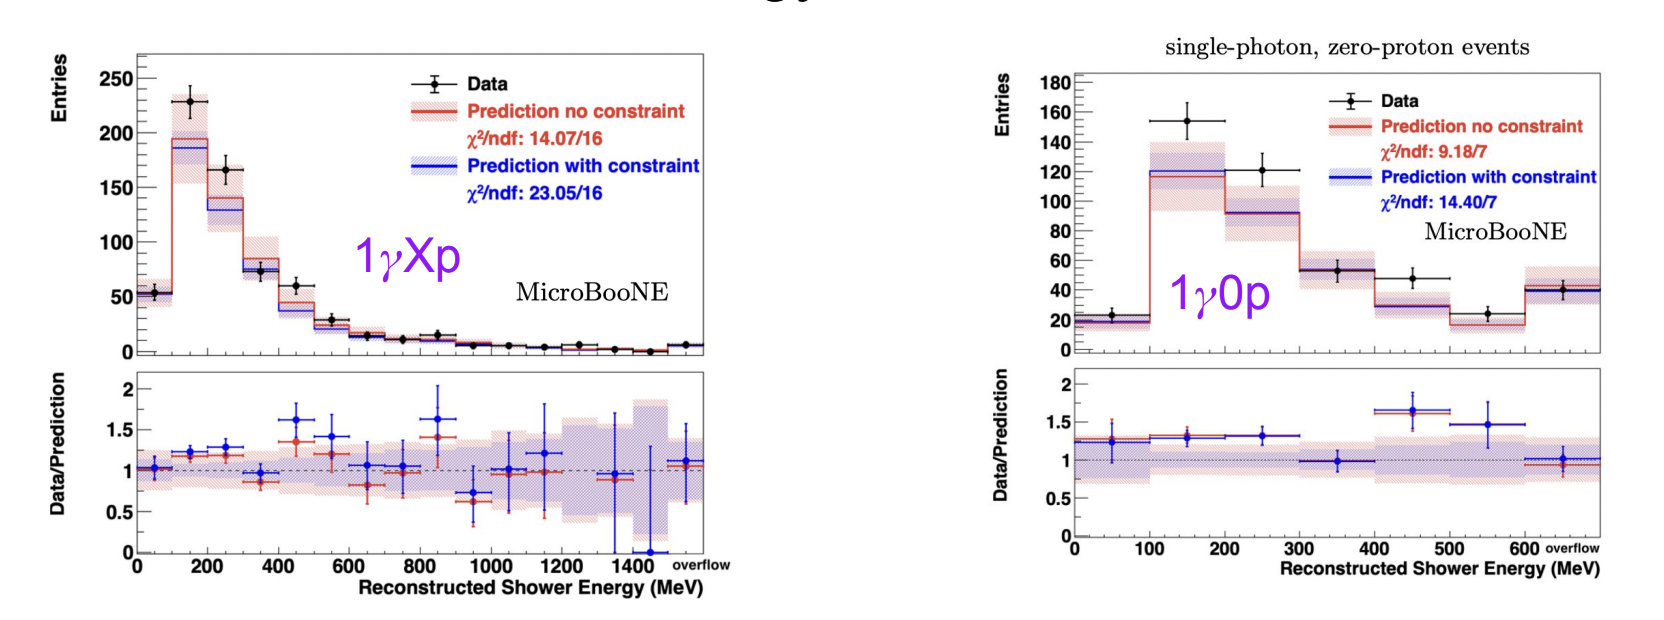 Entries
250
200
150
100
50
0
Data
Prediction no constraint
χ²/ndf: 14.07/16
Prediction with constraint
χ²/ndf: 23.05/16
1γXp
MicroBooNE
Data/Prediction
2
1.5
1
0.5
0
0 200 400 600 800 1000 1200 1400 overflow
Reconstructed Shower Energy (MeV)
single-photon, zero-proton events
Entries
180
160
140
120
100
80
60
40
20
0
Data
Prediction no constraint
χ²/ndf: 9.18/7
Prediction with constraint
χ²/ndf: 14.40/7
MicroBooNE
1γ0p
Data/Prediction
2
1.5
1
0.5
0
0 100 200 300 400 500 600 overflow
Reconstructed Shower Energy (MeV)